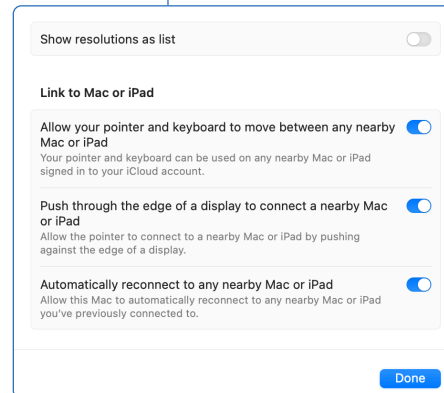 Show resolutions as list
Link to Mac or iPad
Allow your pointer and keyboard to move between any nearby
Mac or iPad
Your pointer and keyboard can be used on any nearby Mac or iPad
signed in to your iCloud account.
Push through the edge of a display to connect a nearby Mac
or iPad
Allow the pointer to connect to a nearby Mac or iPad by pushing
against the edge of a display.
Automatically reconnect to any nearby Mac or iPad
Allow this Mac to automatically reconnect to any nearby Mac or iPad
you've previously connected to.
Done